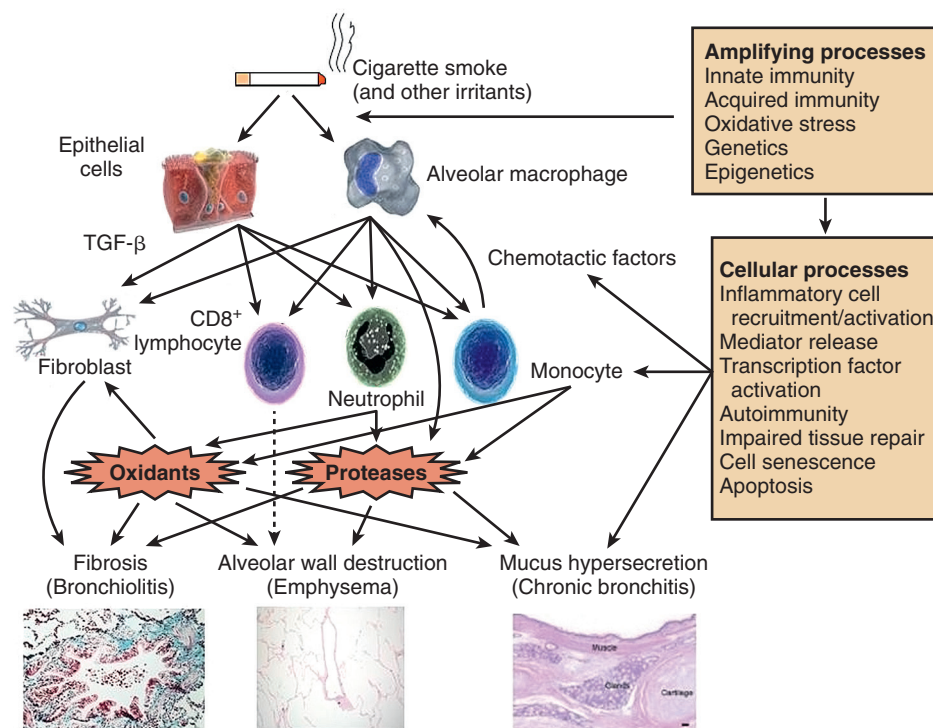 Cigarette smoke
(and other irritants)
Amplifying processes
Innate immunity
Acquired immunity
Oxidative stress
Genetics
Epigenetics
Epithelial
cells
Alveolar macrophage
TGF-β
Chemotactic factors
Cellular processes
Inflammatory cell
recruitment/activation
Mediator release
Transcription factor
activation
Autoimmunity
Impaired tissue repair
Cell senescence
Apoptosis
CD8+
lymphocyte
Fibroblast
Neutrophil
Monocyte
Oxidants
Proteases
Fibrosis
(Bronchiolitis)
Alveolar wall destruction
(Emphysema)
Mucus hypersecretion
(Chronic bronchitis)
Muscle
Glands
Cartilage